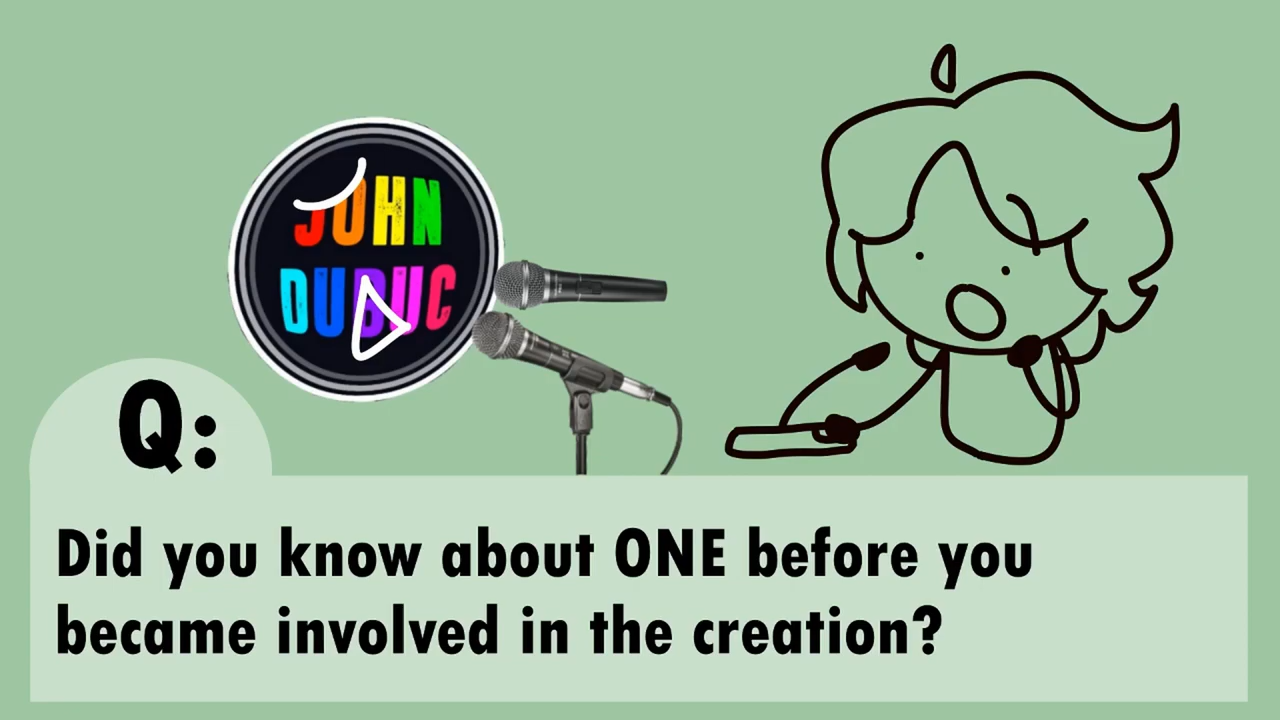 JOHN
DUBUC
Q:
Did you know about ONE before you
became involved in the creation?